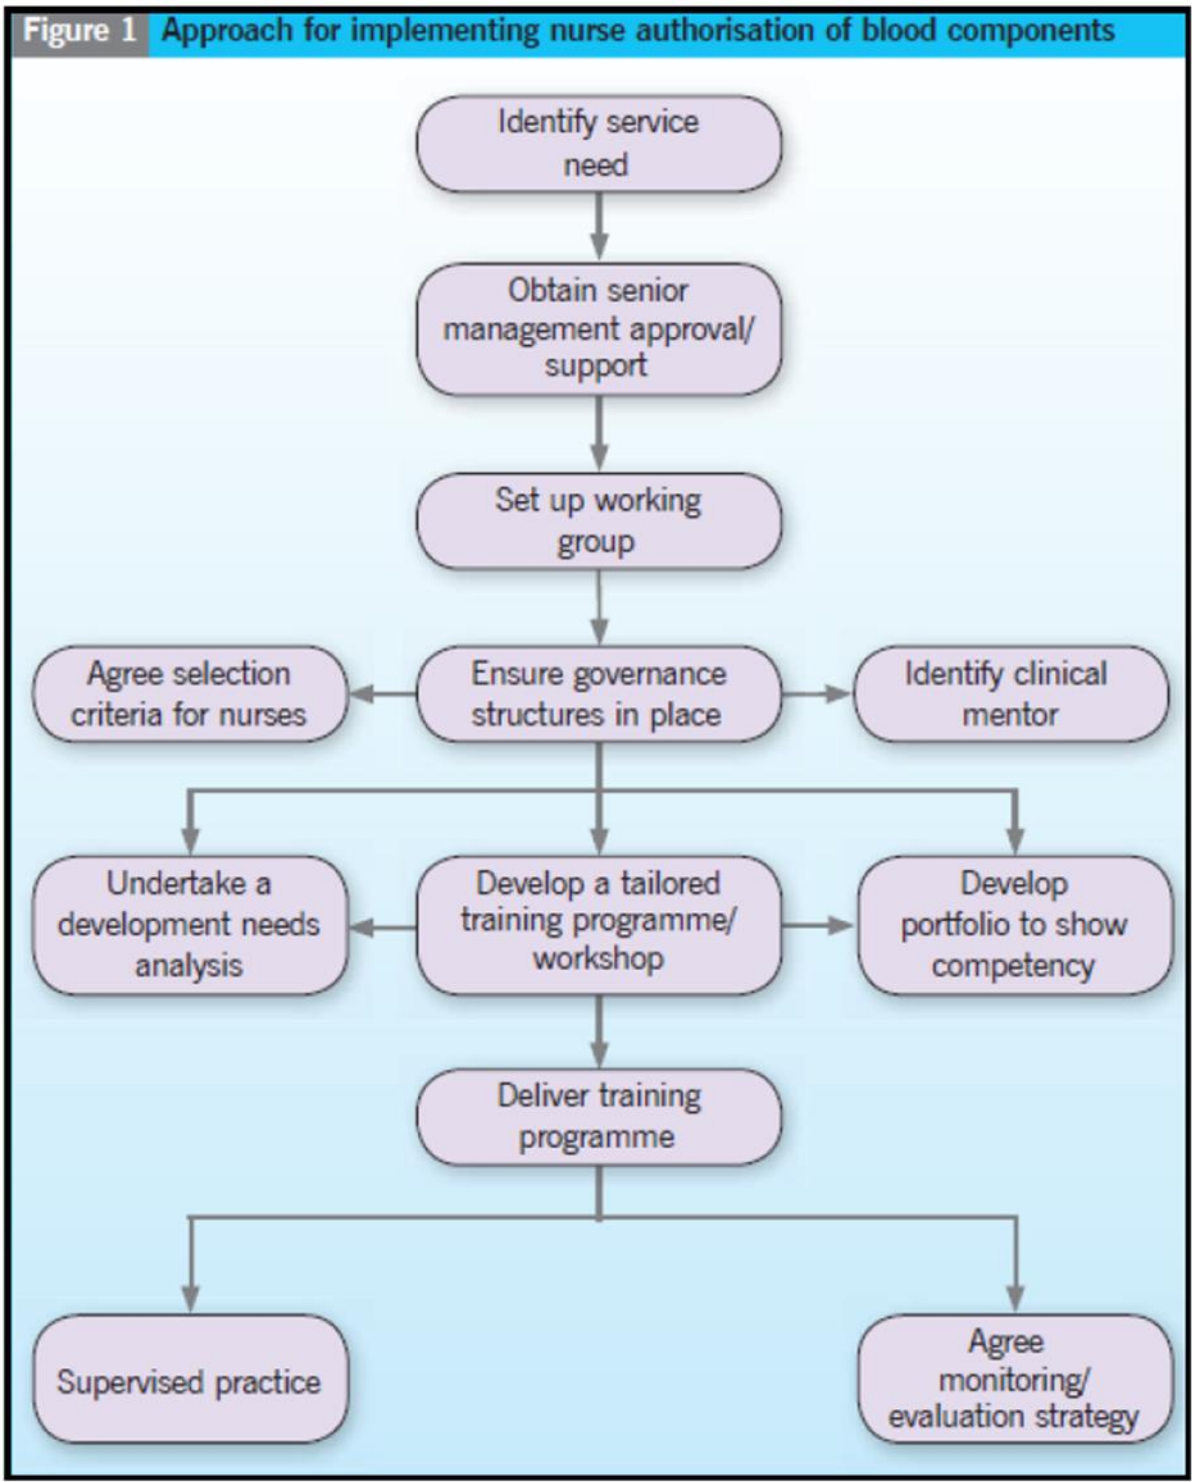 Figure 1 Approach for implementing nurse authorisation of blood components
Identify service
need
Obtain senior
management approval/
support
Set up working
group
Agree selection
criteria for nurses
Ensure governance
structures in place
Identify clinical
mentor
Undertake a
development needs
analysis
Develop a tailored
training programme/
workshop
Develop
portfolio to show
competency
Deliver training
programme
Supervised practice
Agree
monitoring/
evaluation strategy